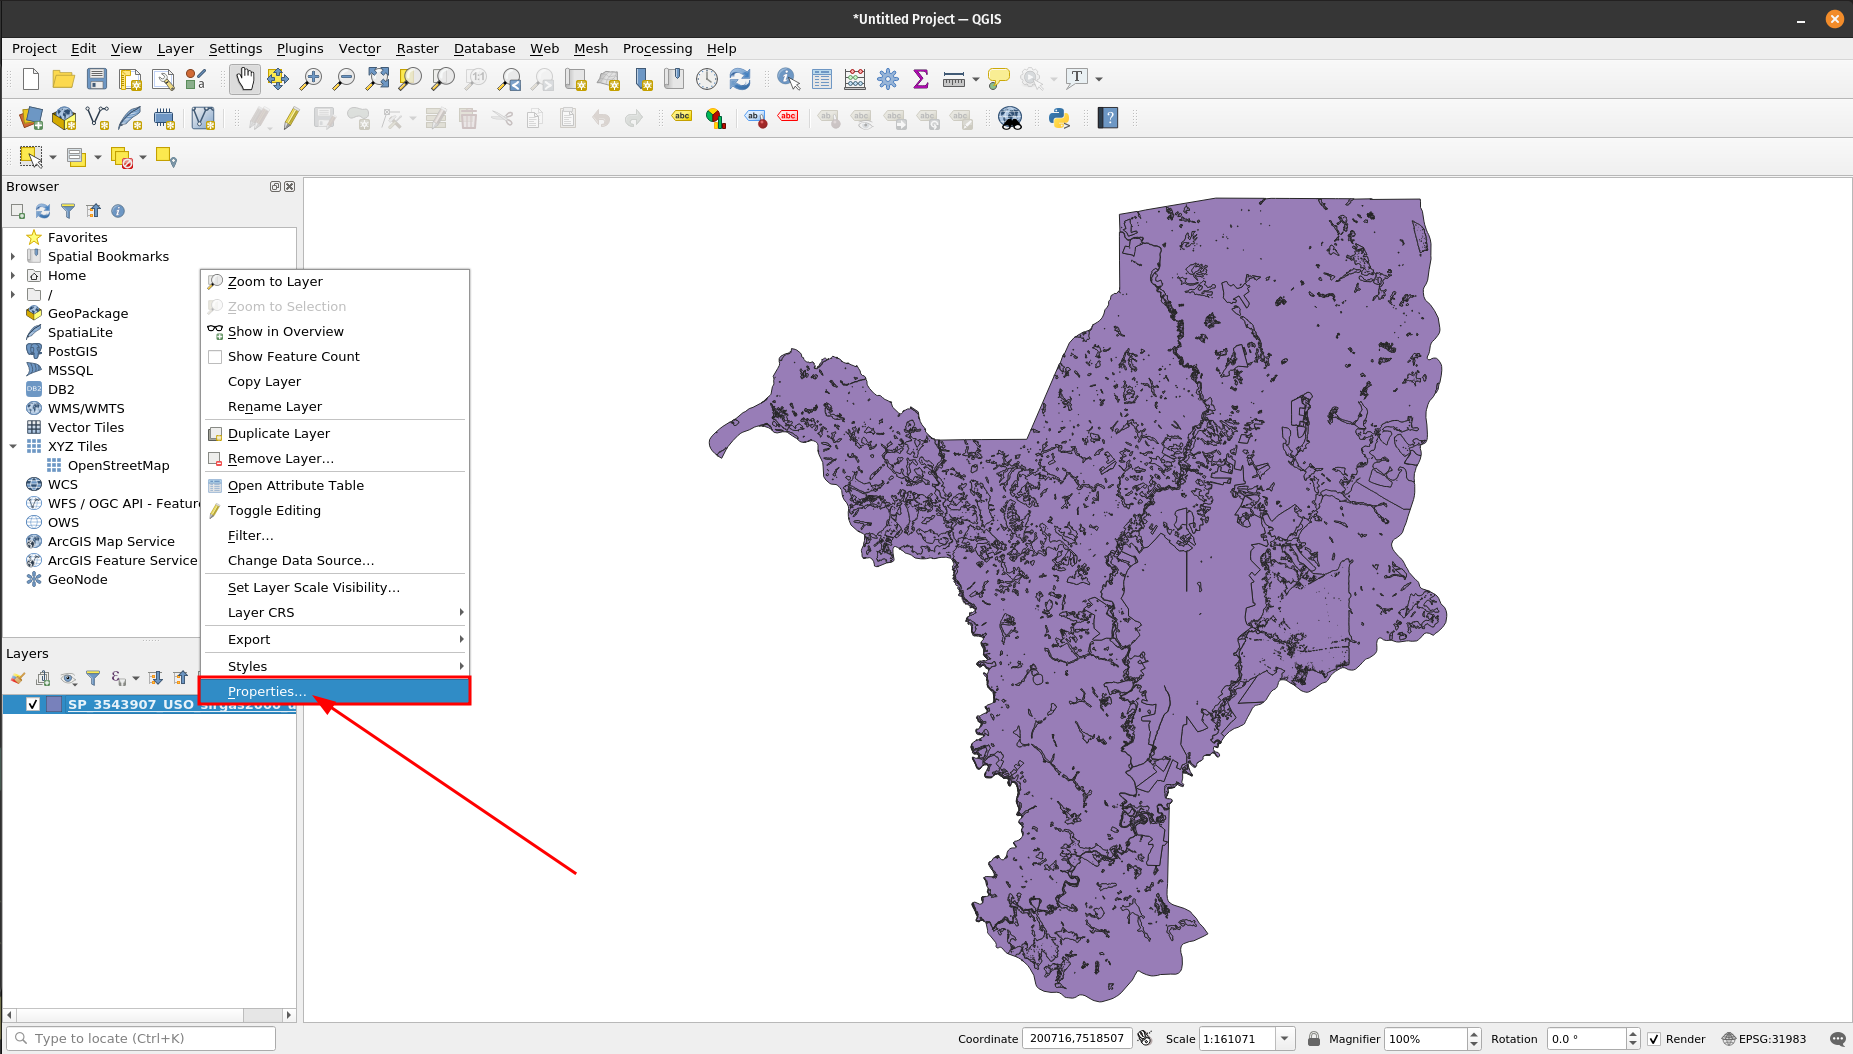 *Untitled Project — QGIS
Project Edit View Layer Settings Plugins Vector Raster Database Web Mesh Processing Help
Browser
Favorites
Spatial Bookmarks
Home
/
GeoPackage
SpatiaLite
PostGIS
MSSQL
DB2
WMS/WMTS
Vector Tiles
XYZ Tiles
OpenStreetMap
WCS
WFS / OGC API - Featur
OWS
ArcGIS Map Service
ArcGIS Feature Service
GeoNode
Zoom to Layer
Zoom to Selection
Show in Overview
Show Feature Count
Copy Layer
Rename Layer
Duplicate Layer
Remove Layer…
Open Attribute Table
Toggle Editing
Filter…
Change Data Source…
Set Layer Scale Visibility…
Layer CRS
Export
Styles
Properties…
Layers
SP_3543907_USO
Type to locate (Ctrl+K)
Coordinate 200716,7518507 Scale 1:161071 Magnifier 100% Rotation 0.0 ° Render EPSG:31983